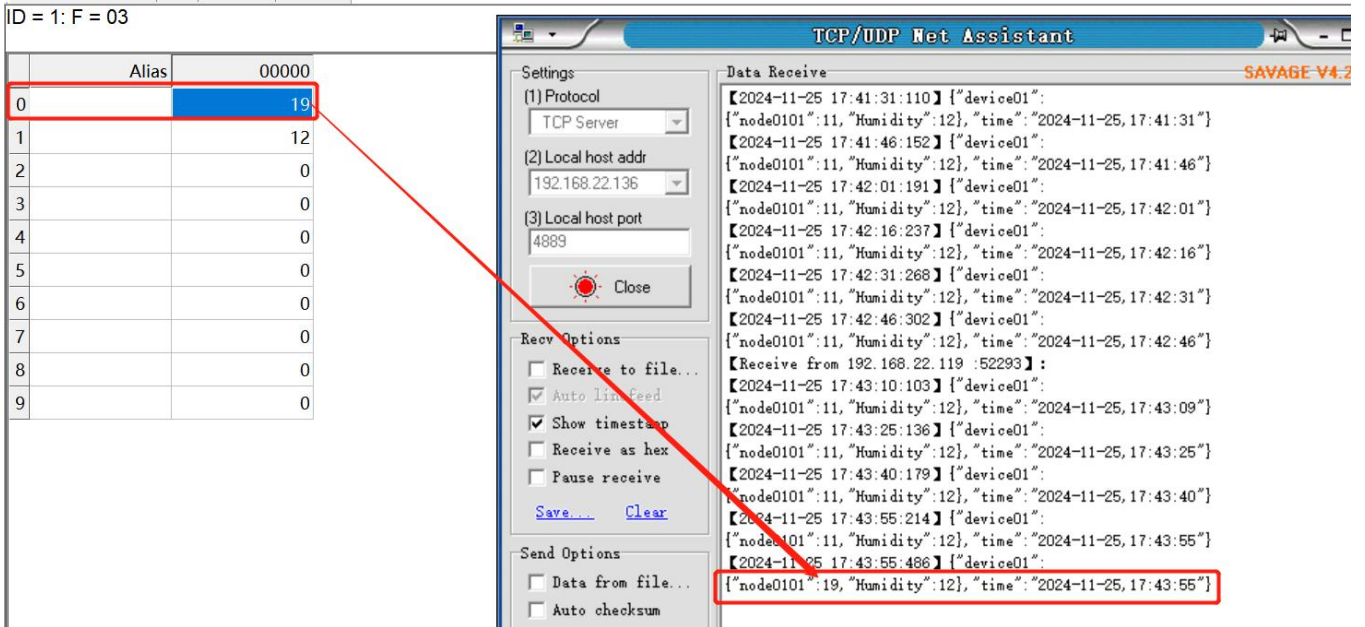 ID = 1: F = 03
Alias 00000
0 19
1 12
2 0
3 0
4 0
5 0
6 0
7 0
8 0
9 0
TCP/UDP Net Assistant
Settings
(1) Protocol
TCP Server
(2) Local host addr
192.168.22.136
(3) Local host port
4889
Close
Recv Options
Receive to file...
Auto linefeed
Show timestamp
Receive as hex
Pause receive
Save... Clear
Send Options
Data from file...
Auto checksum
Data Receive SAVAGE V4.2
【2024-11-25 17:41:31:110】{"device01":
{"node0101":11,"Humidity":12},"time":"2024-11-25,17:41:31"}
【2024-11-25 17:41:46:152】{"device01":
{"node0101":11,"Humidity":12},"time":"2024-11-25,17:41:46"}
【2024-11-25 17:42:01:191】{"device01":
{"node0101":11,"Humidity":12},"time":"2024-11-25,17:42:01"}
【2024-11-25 17:42:16:237】{"device01":
{"node0101":11,"Humidity":12},"time":"2024-11-25,17:42:16"}
【2024-11-25 17:42:31:268】{"device01":
{"node0101":11,"Humidity":12},"time":"2024-11-25,17:42:31"}
【2024-11-25 17:42:46:302】{"device01":
{"node0101":11,"Humidity":12},"time":"2024-11-25,17:42:46"}
【Receive from 192.168.22.119 :52293】:
【2024-11-25 17:43:10:103】{"device01":
{"node0101":11,"Humidity":12},"time":"2024-11-25,17:43:09"}
【2024-11-25 17:43:25:136】{"device01":
{"node0101":11,"Humidity":12},"time":"2024-11-25,17:43:25"}
【2024-11-25 17:43:40:179】{"device01":
{"node0101":11,"Humidity":12},"time":"2024-11-25,17:43:40"}
【2024-11-25 17:43:55:214】{"device01":
{"node0101":11,"Humidity":12},"time":"2024-11-25,17:43:55"}
【2024-11-25 17:43:55:486】{"device01":
{"node0101":19,"Humidity":12},"time":"2024-11-25,17:43:55"}